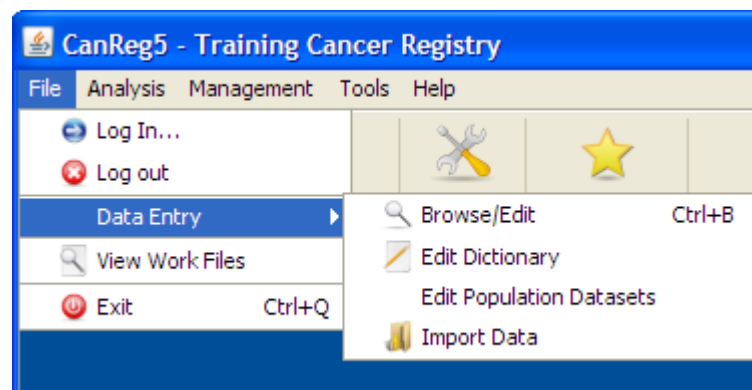 CanReg5 - Training Cancer Registry
File Analysis Management Tools Help
Log In...
Log out
Data Entry
View Work Files
Exit Ctrl+Q
Browse/Edit Ctrl+B
Edit Dictionary
Edit Population Datasets
Import Data